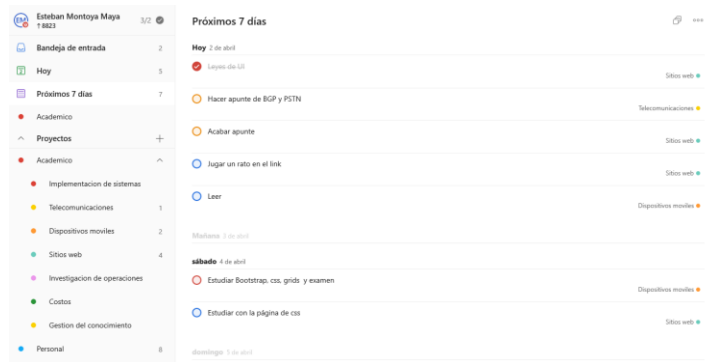 EM
Esteban Montoya Maya
↑ 8823
3/2
Bandeja de entrada 2
Hoy 5
Próximos 7 días 7
Academico
Proyectos
Academico
Implementacion de sistemas
Telecomunicaciones 1
Dispositivos moviles 2
Sitios web 4
Investigacion de operaciones
Costos
Gestion del conocimiento
Personal 8
Próximos 7 días
Hoy 2 de abril
Leyes de UI
Sitios web
Hacer apunte de BGP y PSTN
Telecomunicaciones
Acabar apunte
Sitios web
Jugar un rato en el link
Sitios web
Leer
Dispositivos moviles
Mañana 3 de abril
sábado 4 de abril
Estudiar Bootstrap, css, grids y examen
Dispositivos moviles
Estudiar con la página de css
Sitios web
domingo 5 de abril